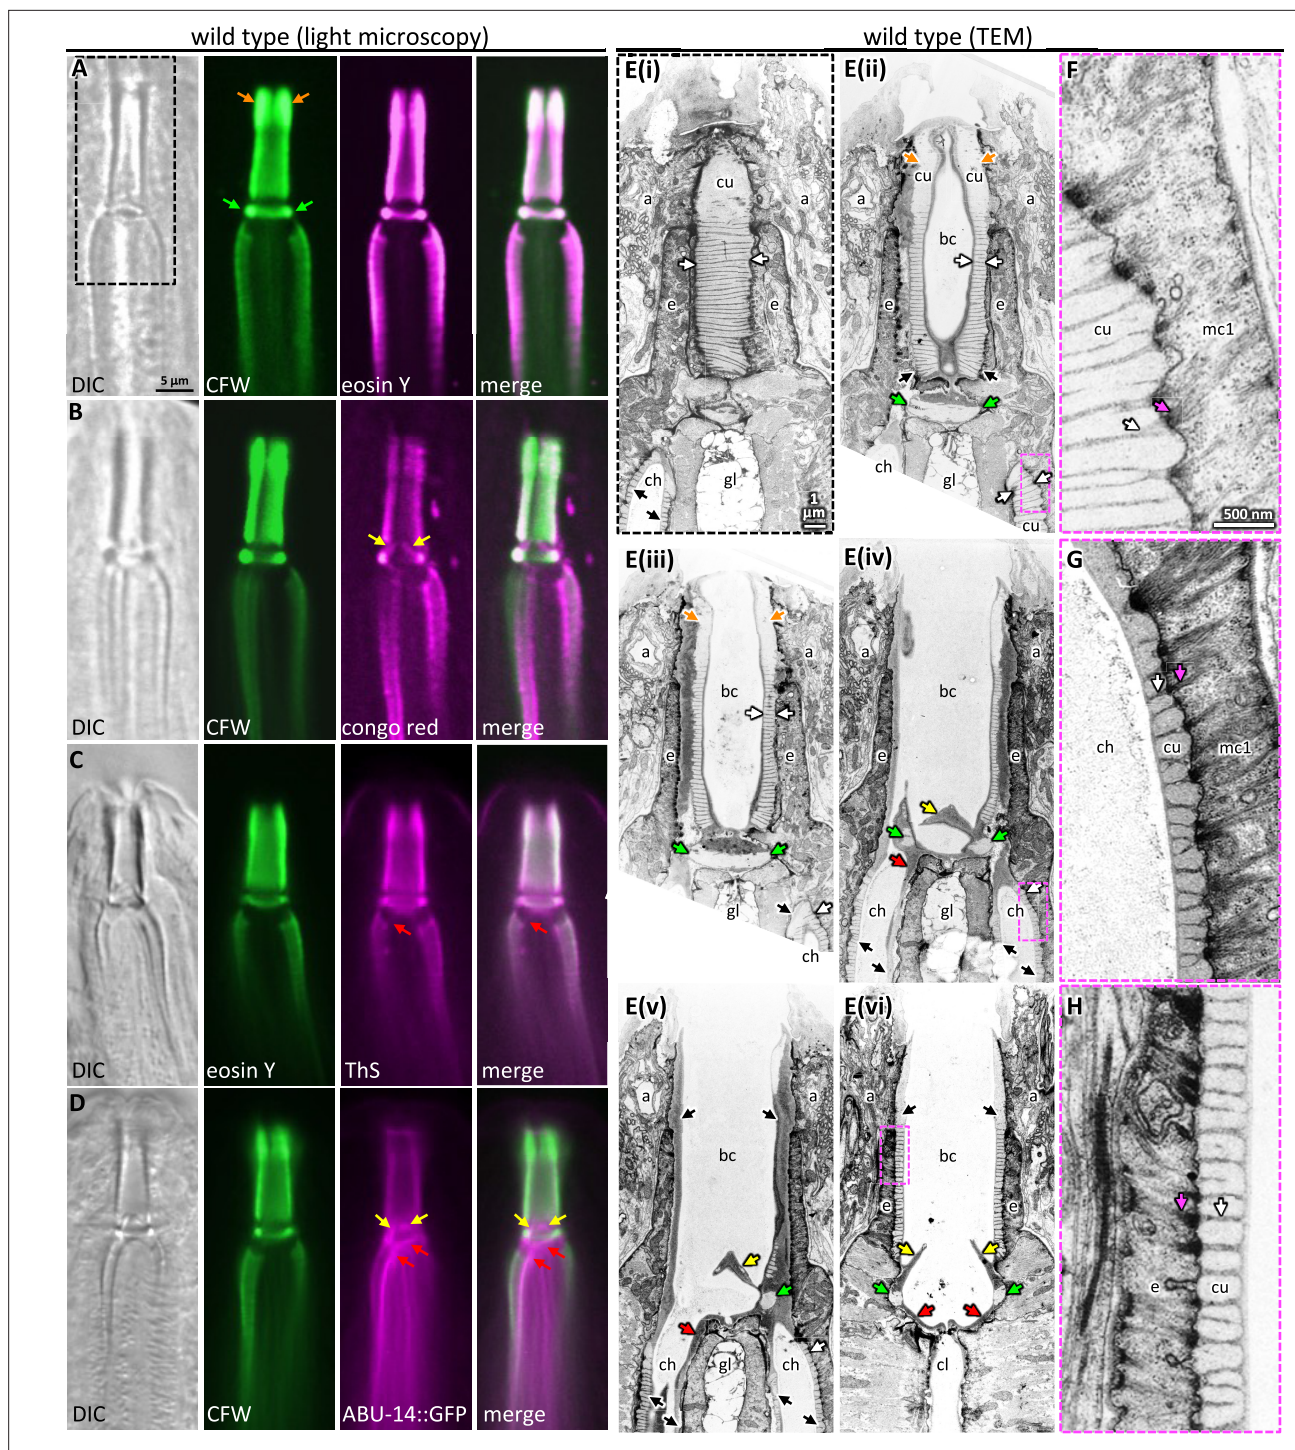 wild type (light microscopy)
wild type (TEM)
A
DIC
5 µm
CFW
eosin Y
merge
B
DIC
CFW
congo red
merge
C
DIC
eosin Y
ThS
merge
D
DIC
CFW
ABU-14::GFP
merge
E(i)
cu
a
a
e
e
ch
gl
1 µm
E(ii)
cu
cu
a
a
bc
e
e
ch
gl
cu
F
cu
mc1
500 nm
E(iii)
a
a
bc
e
e
gl
ch
E(iv)
a
a
bc
e
e
ch
gl
ch
G
ch
cu
mc1
E(v)
a
a
bc
e
e
ch
gl
ch
E(vi)
a
a
bc
e
e
cl
H
e
cu